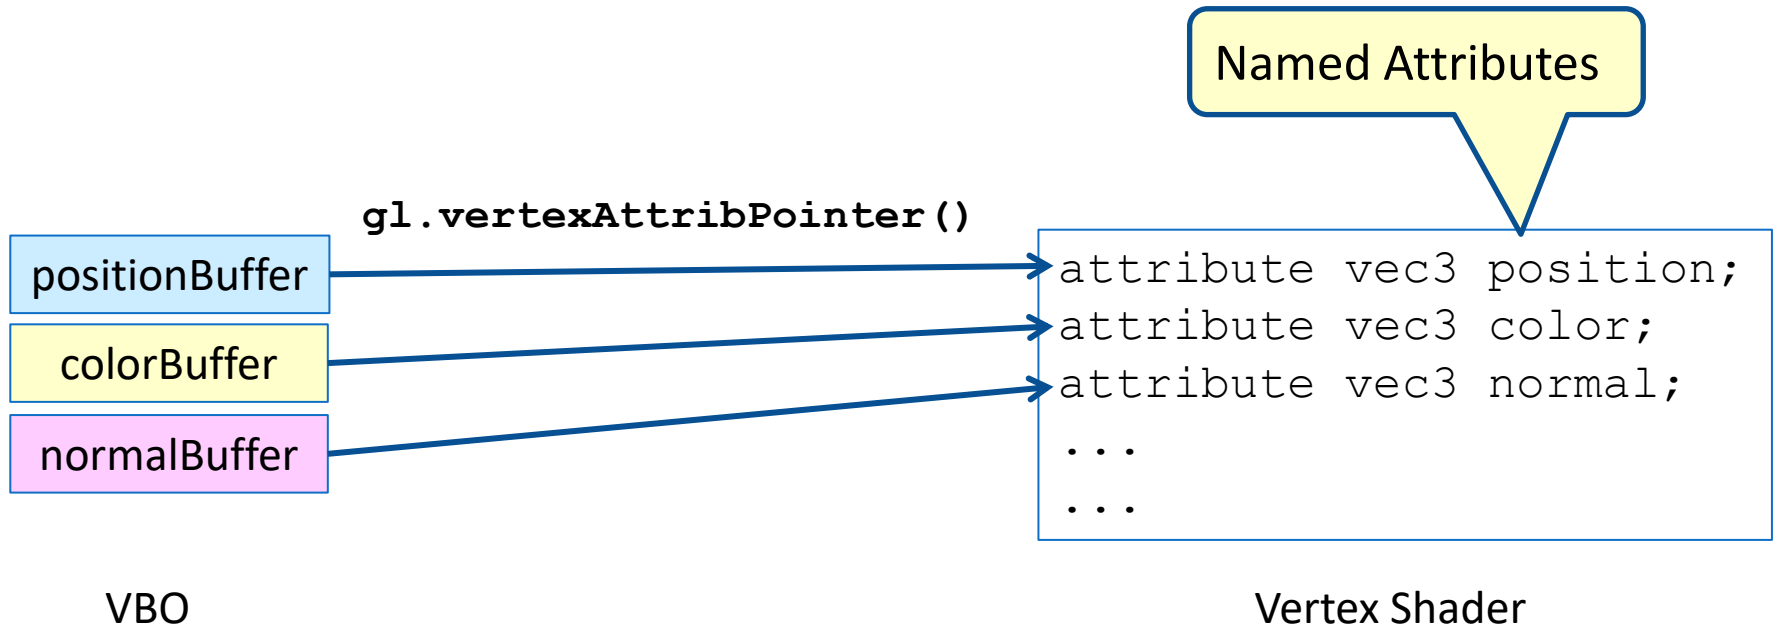 Named Attributes
gl.vertexAttribPointer()
positionBuffer
colorBuffer
normalBuffer
attribute vec3 position;
attribute vec3 color;
attribute vec3 normal;
...
...
VBO
Vertex Shader